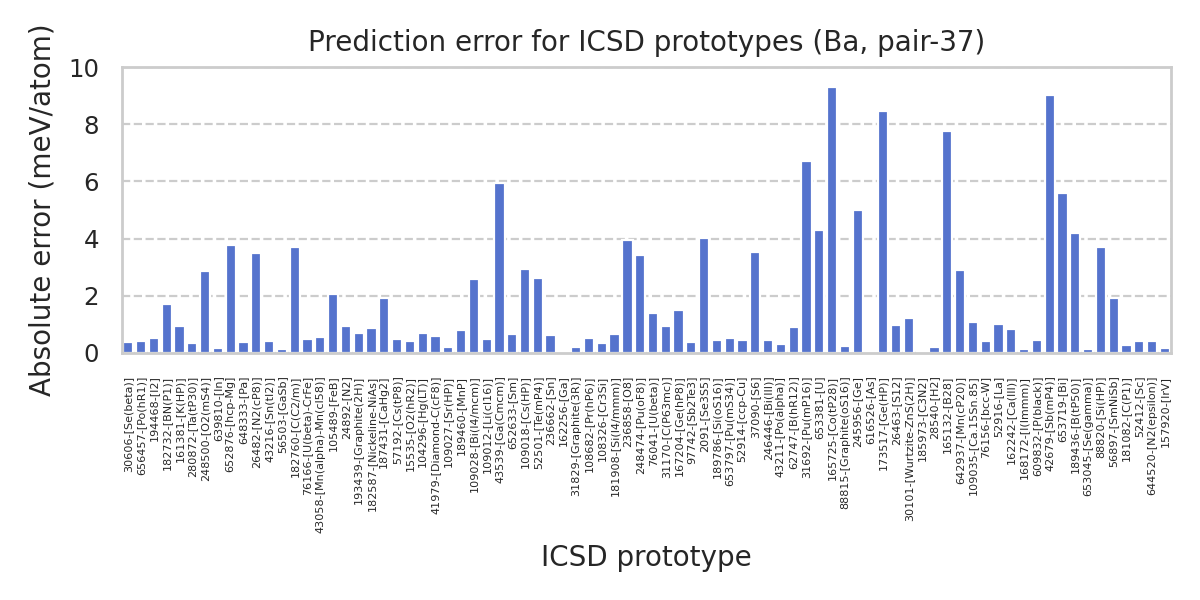 Prediction error for ICSD prototypes (Ba, pair-37)
Absolute error (meV/atom)
10
8
6
4
2
0
30606-[Se(beta)]
656457-[Po(hR1)]
194468-[I2]
182732-[BN(P1)]
161381-[K(HP)]
280872-[Ta(tP30)]
248500-[O2(mS4)]
639810-[In]
652876-[hcp-Mg]
648333-[Pa]
26482-[N2(cP8)]
43216-[Sn(tI2)]
56503-[GaSb]
182760-[C(C2/m)]
76166-[U(beta)-CrFe]
43058-[Mn(alpha)-Mn(cI58)]
105489-[FeB]
24892-[N2]
193439-[Graphite(2H)]
182587-[Nickeline-NiAs]
187431-[CaHg2]
57192-[Cs(tP8)]
15535-[O2(hR2)]
104296-[Hg(LT)]
41979-[Diamond-C(cF8)]
109027-[Sr(HP)]
189460-[MnP]
109028-[Bi(I4/mcm)]
109012-[Li(cI16)]
43539-[Ga(Cmcm)]
652633-[Sm]
109018-[Cs(HP)]
52501-[Te(mP4)]
236662-[Sn]
162256-[Ga]
31829-[Graphite(3R)]
108682-[Pr(hP6)]
108326-[Cr3Si]
181908-[Si(I4/mmm)]
236858-[O8]
248474-[Pu(oF8)]
76041-[U(beta)]
31170-[C(P63mc)]
167204-[Ge(hP8)]
97742-[Sb2Te3]
2091-[Se3S5]
189786-[Si(oS16)]
653797-[Pu(mS34)]
52914-[ccp-Cu]
37090-[S6]
246446-[Bi(III)]
43211-[Po(alpha)]
62747-[B(hR12)]
31692-[Pu(mP16)]
653381-[U]
165725-[Co(tP28)]
88815-[Graphite(oS16)]
245956-[Ge]
616526-[As]
173517-[Ge(HP)]
26463-[S12]
30101-[Wurtzite-ZnS(2H)]
185973-[C3N2]
28540-[H2]
165132-[B28]
642937-[Mn(cP20)]
109035-[Ca.15Sn.85]
76156-[bcc-W]
52916-[La]
162242-[Ca(III)]
168172-[I(Immm)]
609832-[P(black)]
42679-[Sb(mP4)]
653719-[Bi]
189436-[B(tP50)]
653045-[Se(gamma)]
88820-[Si(HP)]
56897-[SmNiSb]
181082-[C(P1)]
52412-[Sc]
644520-[N2(epsilon)]
157920-[IrV]
ICSD prototype